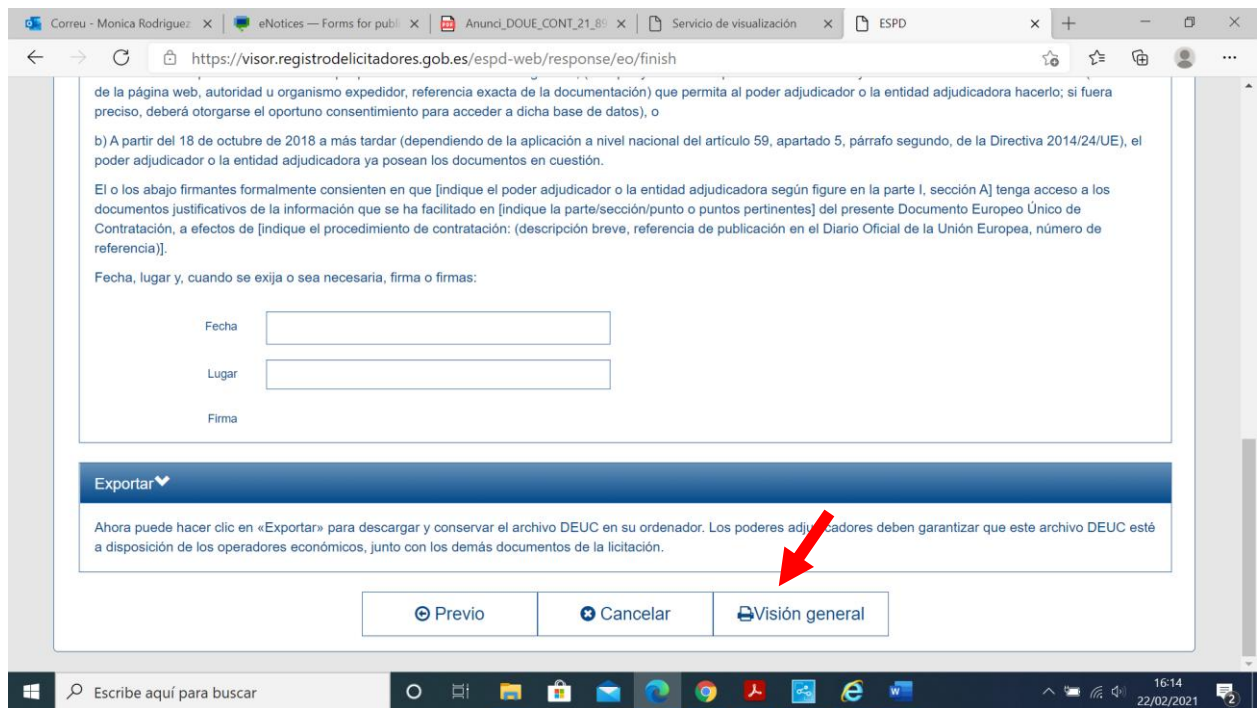 Correu - Monica Rodriguez
eNotices — Forms for publi
Anunci_DOUE_CONT_21_89
Servicio de visualización
ESPD
https://visor.registrodelicitadores.gob.es/espd-web/response/eo/finish
de la página web, autoridad u organismo expedidor, referencia exacta de la documentación) que permita al poder adjudicador o la entidad adjudicadora hacerlo; si fuera
preciso, deberá otorgarse el oportuno consentimiento para acceder a dicha base de datos), o
b) A partir del 18 de octubre de 2018 a más tardar (dependiendo de la aplicación a nivel nacional del artículo 59, apartado 5, párrafo segundo, de la Directiva 2014/24/UE), el
poder adjudicador o la entidad adjudicadora ya posean los documentos en cuestión.
El o los abajo firmantes formalmente consienten en que [indique el poder adjudicador o la entidad adjudicadora según figure en la parte I, sección A] tenga acceso a los
documentos justificativos de la información que se ha facilitado en [indique la parte/sección/punto o puntos pertinentes] del presente Documento Europeo Único de
Contratación, a efectos de [indique el procedimiento de contratación: (descripción breve, referencia de publicación en el Diario Oficial de la Unión Europea, número de
referencia)].
Fecha, lugar y, cuando se exija o sea necesaria, firma o firmas:
Fecha
Lugar
Firma
Exportar
Ahora puede hacer clic en «Exportar» para descargar y conservar el archivo DEUC en su ordenador. Los poderes adjudicadores deben garantizar que este archivo DEUC esté
a disposición de los operadores económicos, junto con los demás documentos de la licitación.
Previo
Cancelar
Visión general
Escribe aquí para buscar
16:14
22/02/2021
2